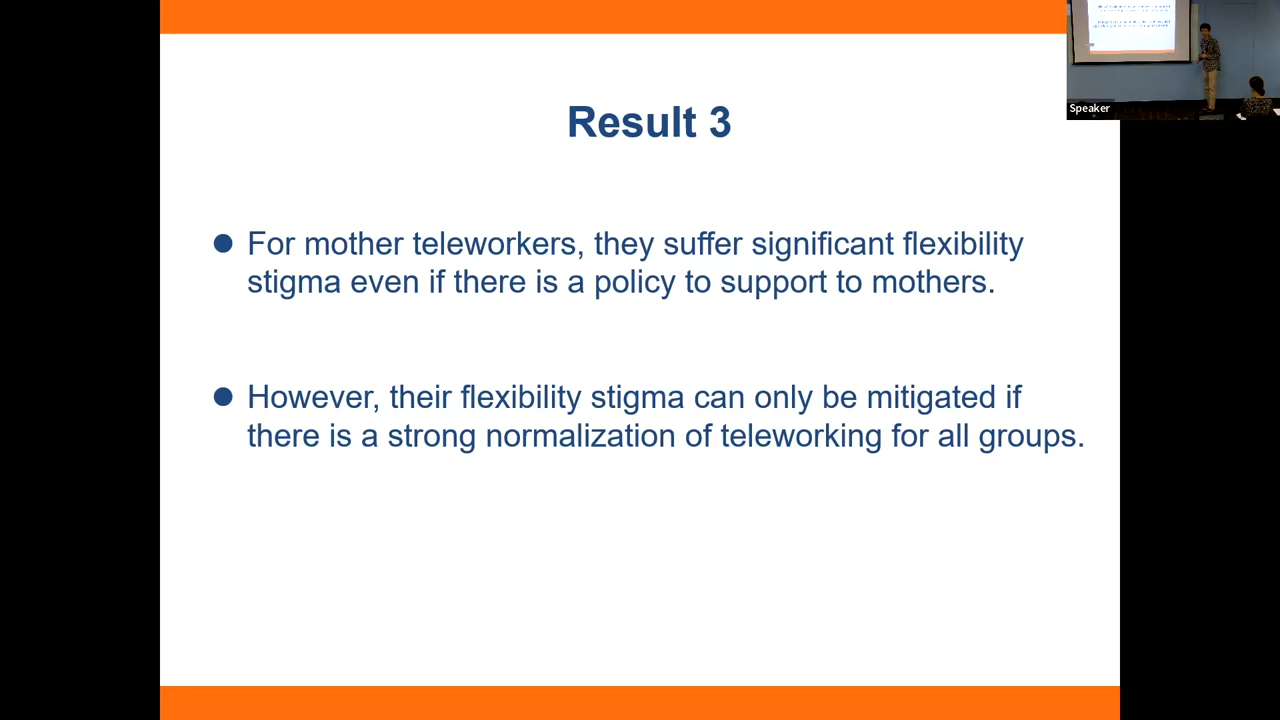 Result 3
Speaker
● For mother teleworkers, they suffer significant flexibility
stigma even if there is a policy to support to mothers.
● However, their flexibility stigma can only be mitigated if
there is a strong normalization of teleworking for all groups.